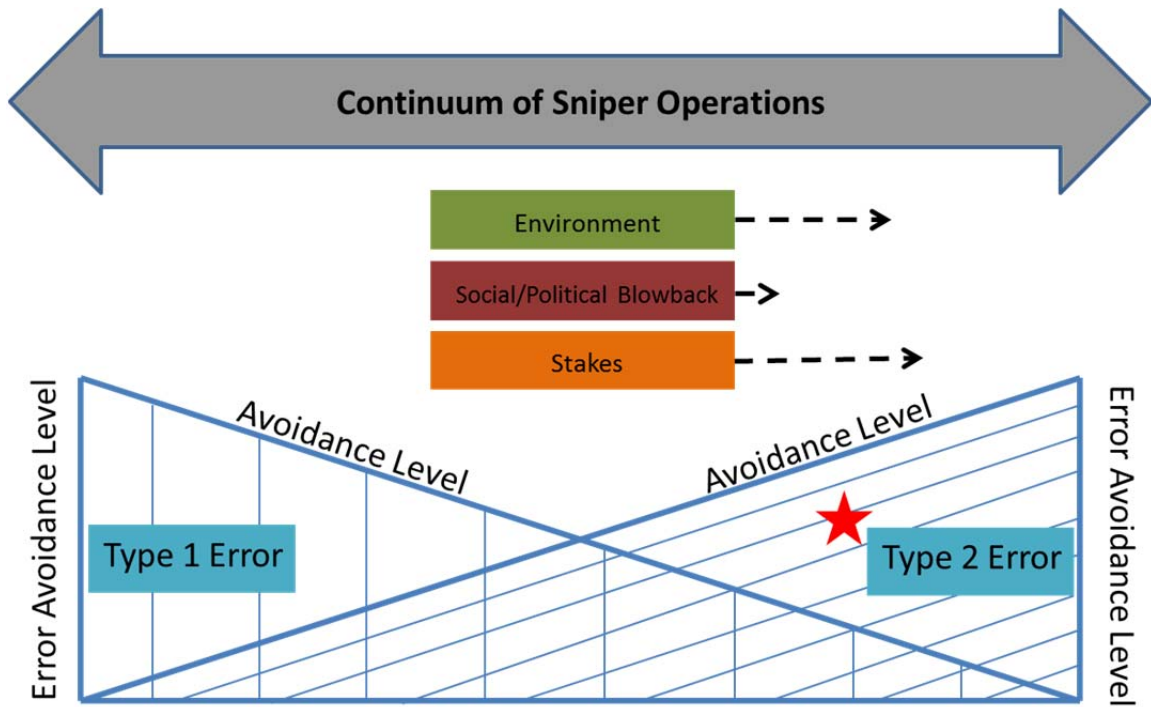 Continuum of Sniper Operations
Environment
Social/Political Blowback
Stakes
Error Avoidance Level
Avoidance Level
Avoidance Level
Error Avoidance Level
Type 1 Error
Type 2 Error